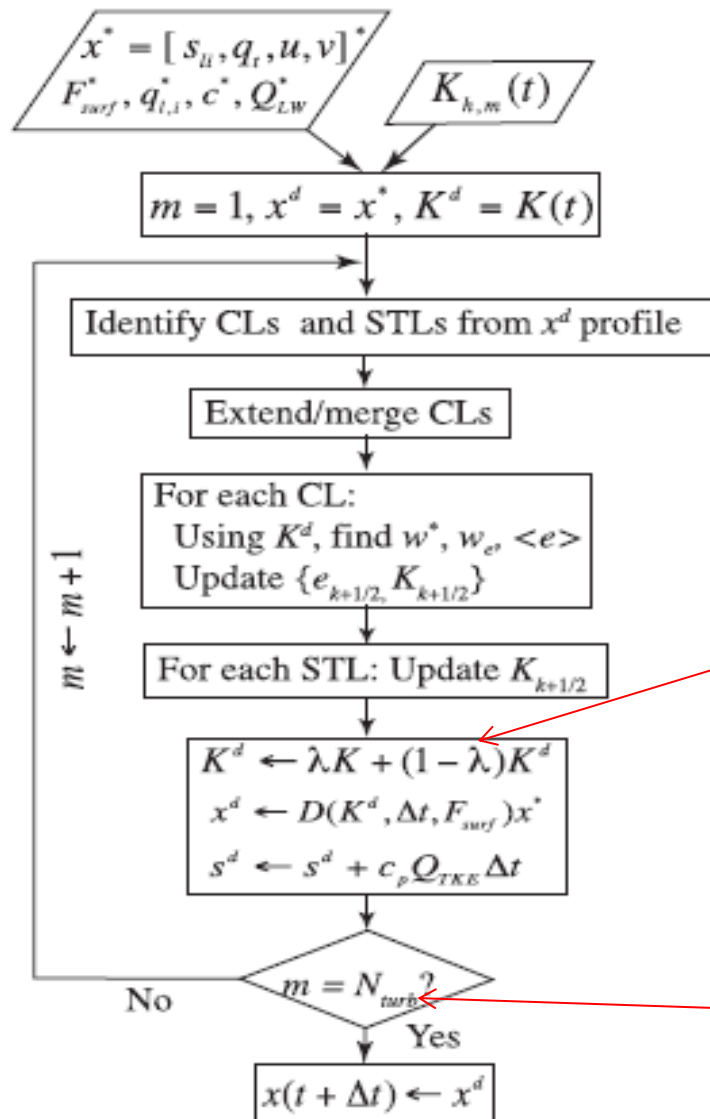 x* = [ s_li, q_t, u, v]*
F*_surf, q*_l,i, c*, Q*_LW
K_h,m(t)
m = 1, x^d = x*, K^d = K(t)
Identify CLs and STLs from x^d profile
Extend/merge CLs
For each CL:
Using K^d, find w*, w_e, <e>
Update {e_k+1/2, K_k+1/2}
m ← m+1
For each STL: Update K_k+1/2
K^d ← λK + (1 − λ)K^d
x^d ← D(K^d, Δt, F_surf)x*
s^d ← s^d + c_p Q_TKE Δt
m = N_turb?
No
Yes
x(t + Δt) ← x^d